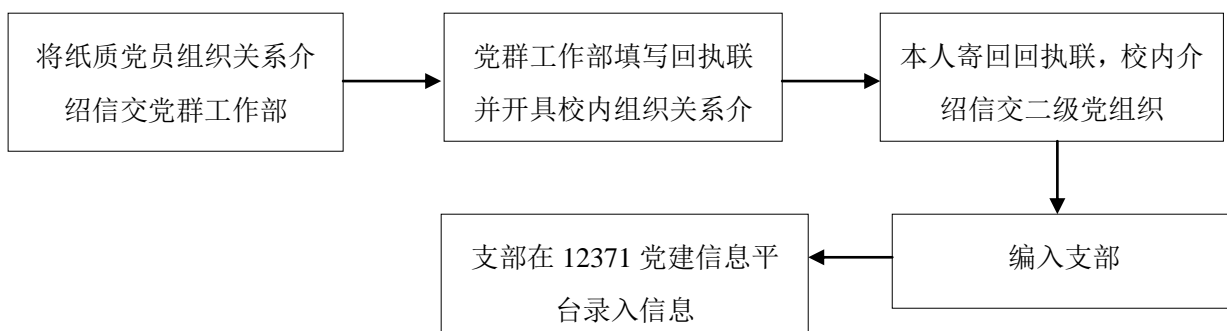 将纸质党员组织关系介
绍信交党群工作部
党群工作部填写回执联
并开具校内组织关系介
本人寄回回执联，校内介
绍信交二级党组织
编入支部
支部在 12371 党建信息平
台录入信息